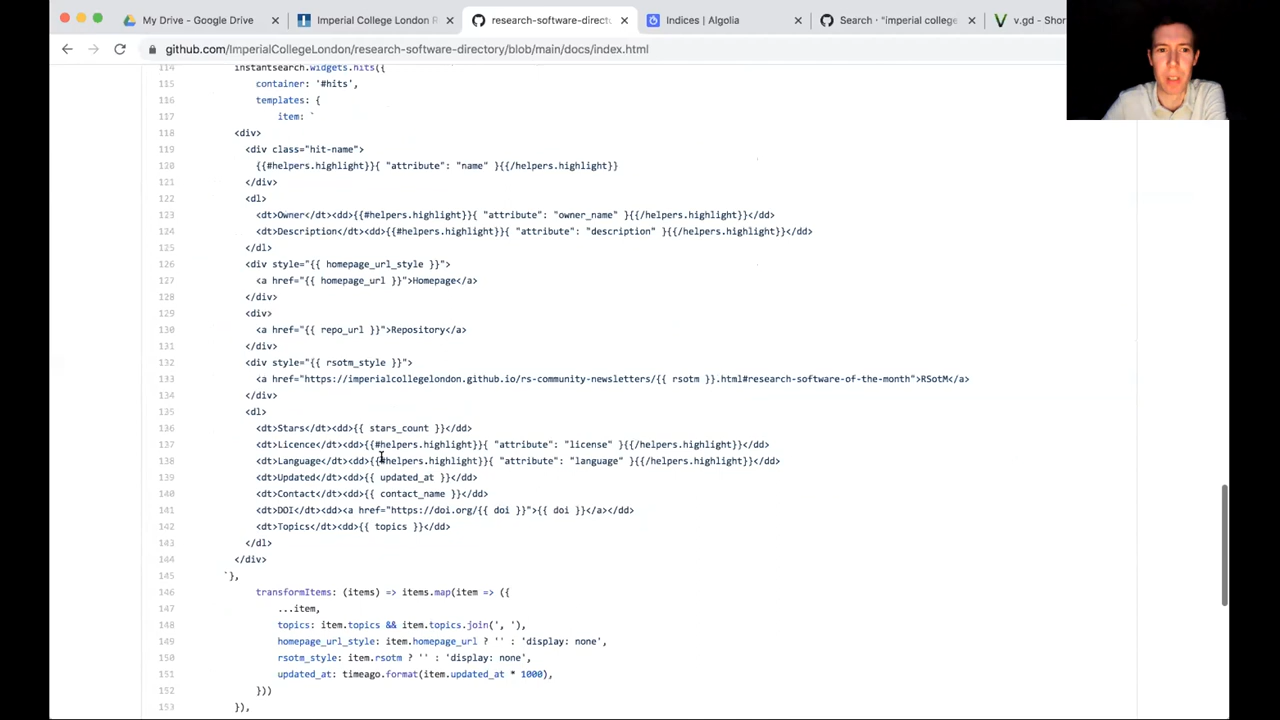 My Drive - Google Drive
Imperial College London R
research-software-directo
Indices | Algolia
Search · "imperial college
v.gd - Shor
github.com/ImperialCollegeLondon/research-software-directory/blob/main/docs/index.html
114 instantsearch.widgets.hits({
115 container: '#hits',
116 templates: {
117 item: `
118 <div>
119 <div class="hit-name">
120 {{#helpers.highlight}}{ "attribute": "name" }{{/helpers.highlight}}
121 </div>
122 <dl>
123 <dt>Owner</dt><dd>{{#helpers.highlight}}{ "attribute": "owner_name" }{{/helpers.highlight}}</dd>
124 <dt>Description</dt><dd>{{#helpers.highlight}}{ "attribute": "description" }{{/helpers.highlight}}</dd>
125 </dl>
126 <div style="{{ homepage_url_style }}">
127 <a href="{{ homepage_url }}">Homepage</a>
128 </div>
129 <div>
130 <a href="{{ repo_url }}">Repository</a>
131 </div>
132 <div style="{{ rsotm_style }}">
133 <a href="https://imperialcollegelondon.github.io/rs-community-newsletters/{{ rsotm }}.html#research-software-of-the-month">RSotM</a>
134 </div>
135 <dl>
136 <dt>Stars</dt><dd>{{ stars_count }}</dd>
137 <dt>Licence</dt><dd>{{#helpers.highlight}}{ "attribute": "license" }{{/helpers.highlight}}</dd>
138 <dt>Language</dt><dd>{{#helpers.highlight}}{ "attribute": "language" }{{/helpers.highlight}}</dd>
139 <dt>Updated</dt><dd>{{ updated_at }}</dd>
140 <dt>Contact</dt><dd>{{ contact_name }}</dd>
141 <dt>DOI</dt><dd><a href="https://doi.org/{{ doi }}">{{ doi }}</a></dd>
142 <dt>Topics</dt><dd>{{ topics }}</dd>
143 </dl>
144 </div>
145 `},
146 transformItems: (items) => items.map(item => ({
147 ...item,
148 topics: item.topics && item.topics.join(', '),
149 homepage_url_style: item.homepage_url ? '' : 'display: none',
150 rsotm_style: item.rsotm ? '' : 'display: none',
151 updated_at: timeago.format(item.updated_at * 1000),
152 }))
153 }),